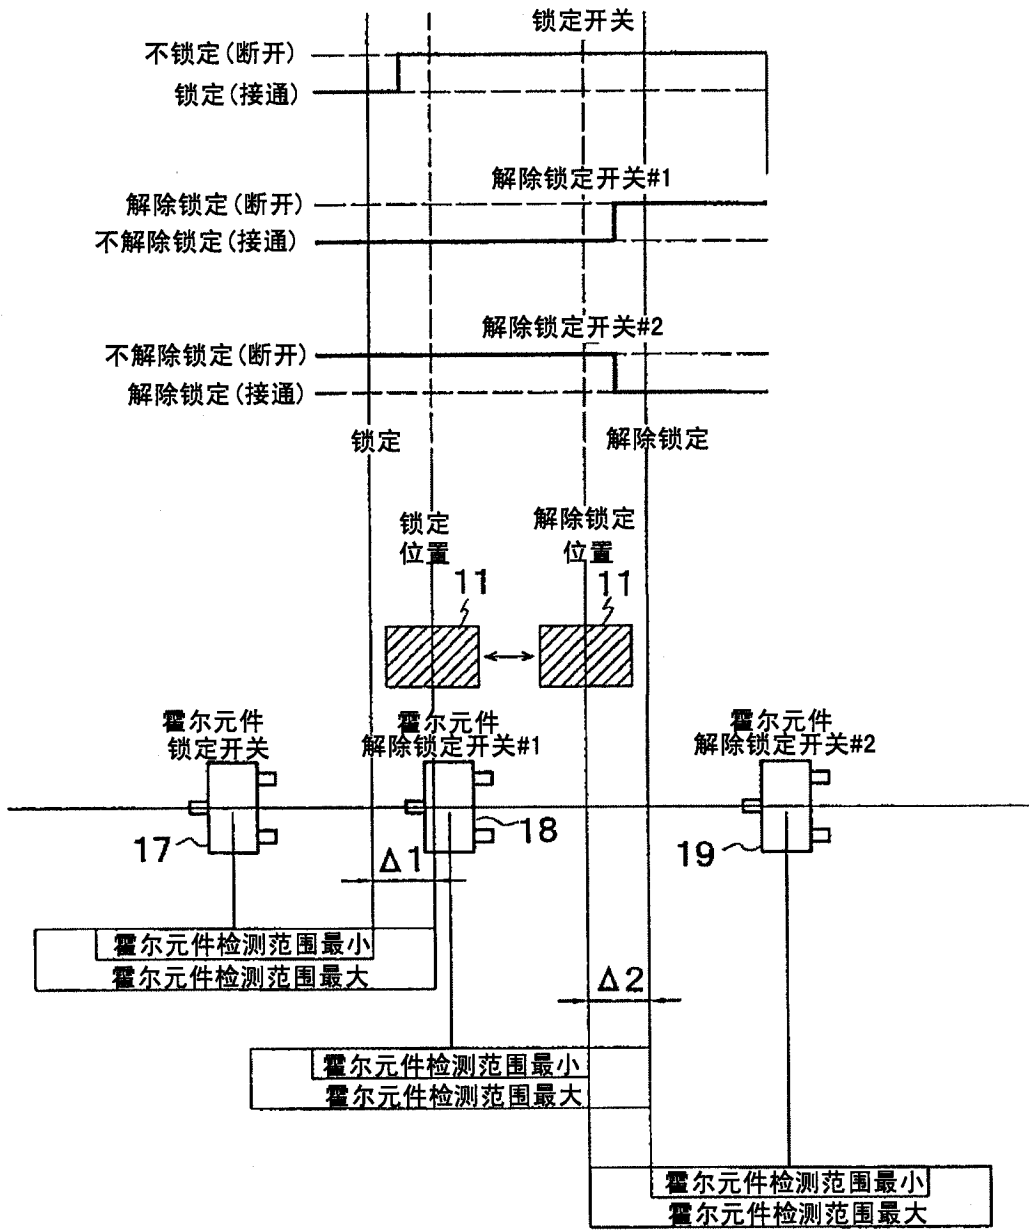 锁定开关
不锁定(断开)
锁定(接通)
解除锁定开关#1
解除锁定(断开)
不解除锁定(接通)
解除锁定开关#2
不解除锁定(断开)
解除锁定(接通)
锁定
解除锁定
锁定
位置
解除锁定
位置
11
11
霍尔元件
锁定开关
霍尔元件
解除锁定开关#1
霍尔元件
解除锁定开关#2
17
18
19
Δ1
霍尔元件检测范围最小
霍尔元件检测范围最大
Δ2
霍尔元件检测范围最小
霍尔元件检测范围最大
霍尔元件检测范围最小
霍尔元件检测范围最大